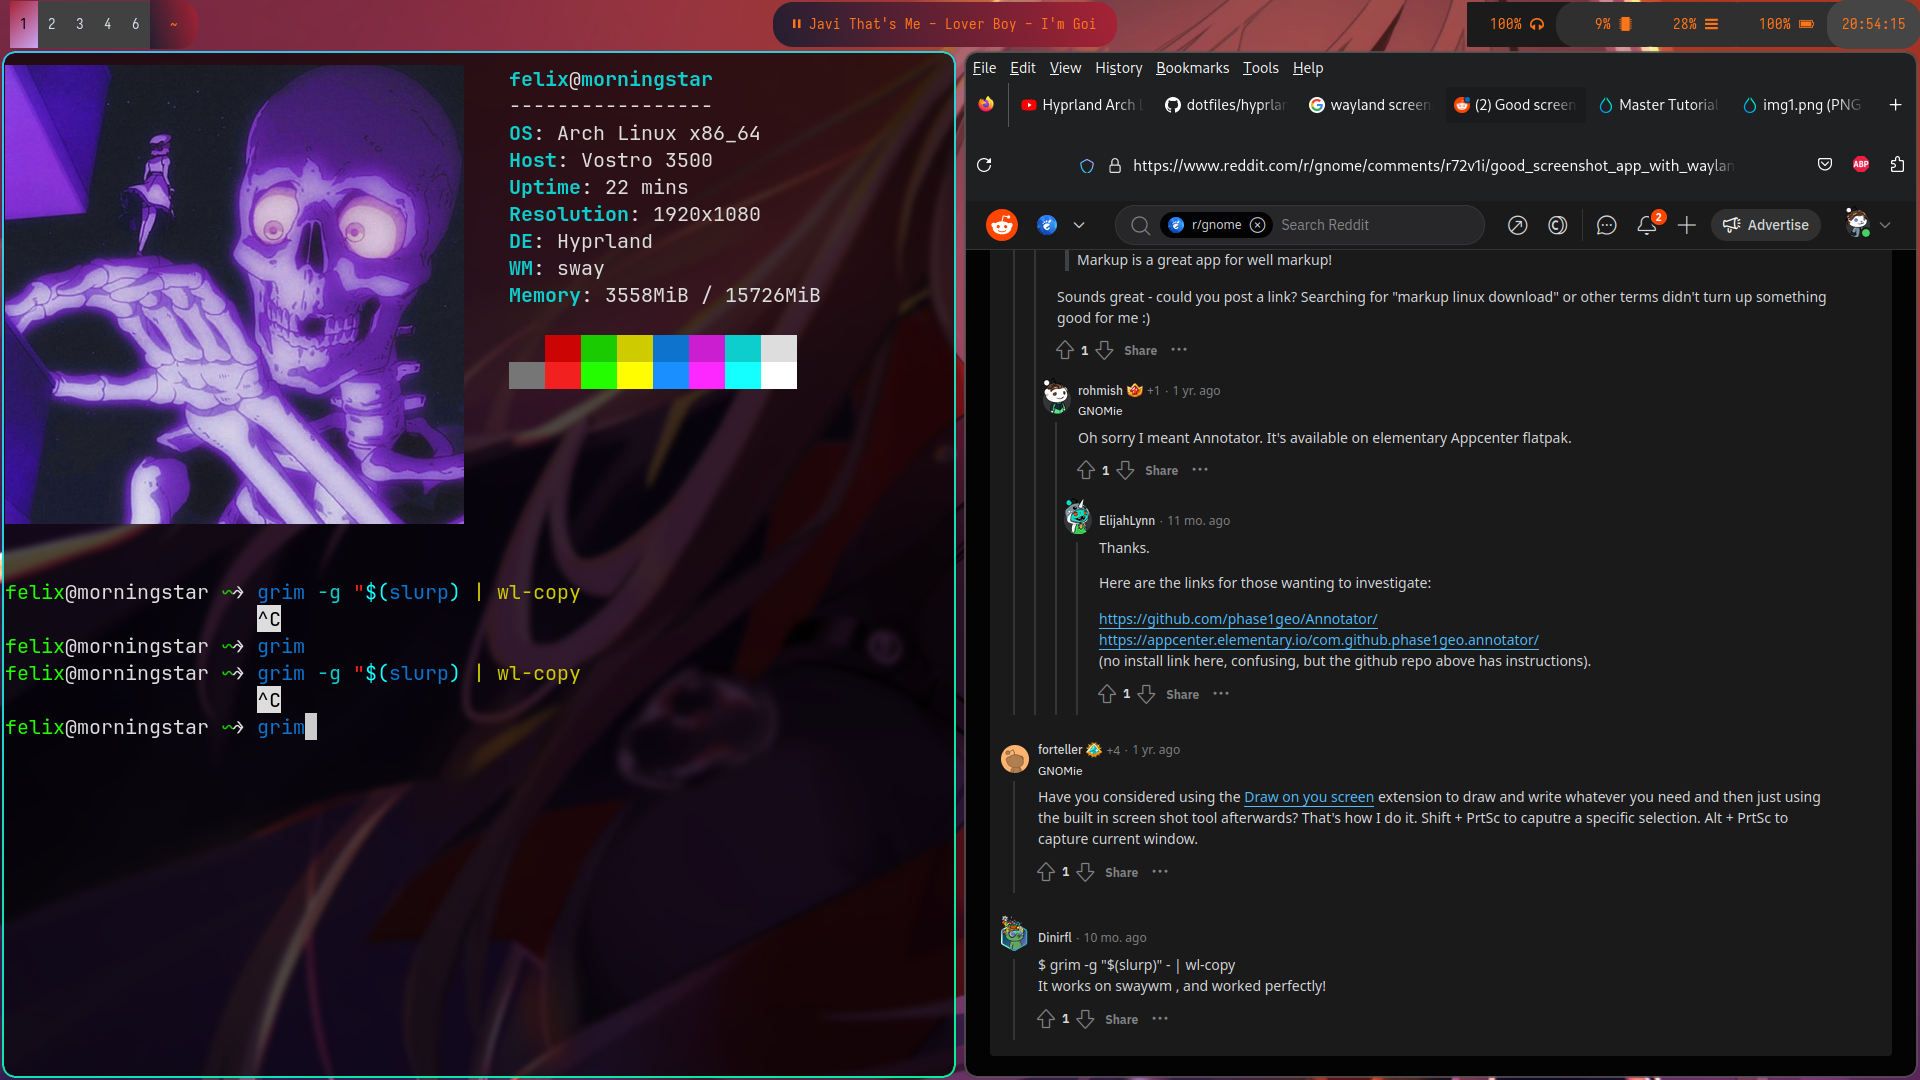 1 2 3 4 6 ~
Javi That's Me - Lover Boy - I'm Goi
100% 9% 28% 100% 20:54:15
felix@morningstar
-----------------
OS: Arch Linux x86_64
Host: Vostro 3500
Uptime: 22 mins
Resolution: 1920x1080
DE: Hyprland
WM: sway
Memory: 3558MiB / 15726MiB
felix@morningstar ~> grim -g "$(slurp) | wl-copy
^C
felix@morningstar ~> grim
felix@morningstar ~> grim -g "$(slurp) | wl-copy
^C
felix@morningstar ~> grim
File Edit View History Bookmarks Tools Help
Hyprland Arch L dotfiles/hyprlan wayland screen (2) Good screen Master Tutorial img1.png (PNG
https://www.reddit.com/r/gnome/comments/r72v1i/good_screenshot_app_with_waylan ABP
r/gnome Search Reddit 2 Advertise
Markup is a great app for well markup!
Sounds great - could you post a link? Searching for "markup linux download" or other terms didn't turn up something
good for me :)
1 Share ···
rohmish +1 · 1 yr. ago
GNOMie
Oh sorry I meant Annotator. It's available on elementary Appcenter flatpak.
1 Share ···
ElijahLynn · 11 mo. ago
Thanks.
Here are the links for those wanting to investigate:
https://github.com/phase1geo/Annotator/
https://appcenter.elementary.io/com.github.phase1geo.annotator/
(no install link here, confusing, but the github repo above has instructions).
1 Share ···
forteller +4 · 1 yr. ago
GNOMie
Have you considered using the Draw on you screen extension to draw and write whatever you need and then just using
the built in screen shot tool afterwards? That's how I do it. Shift + PrtSc to caputre a specific selection. Alt + PrtSc to
capture current window.
1 Share ···
Dinirfl · 10 mo. ago
$ grim -g "$(slurp)" - | wl-copy
It works on swaywm , and worked perfectly!
1 Share ···